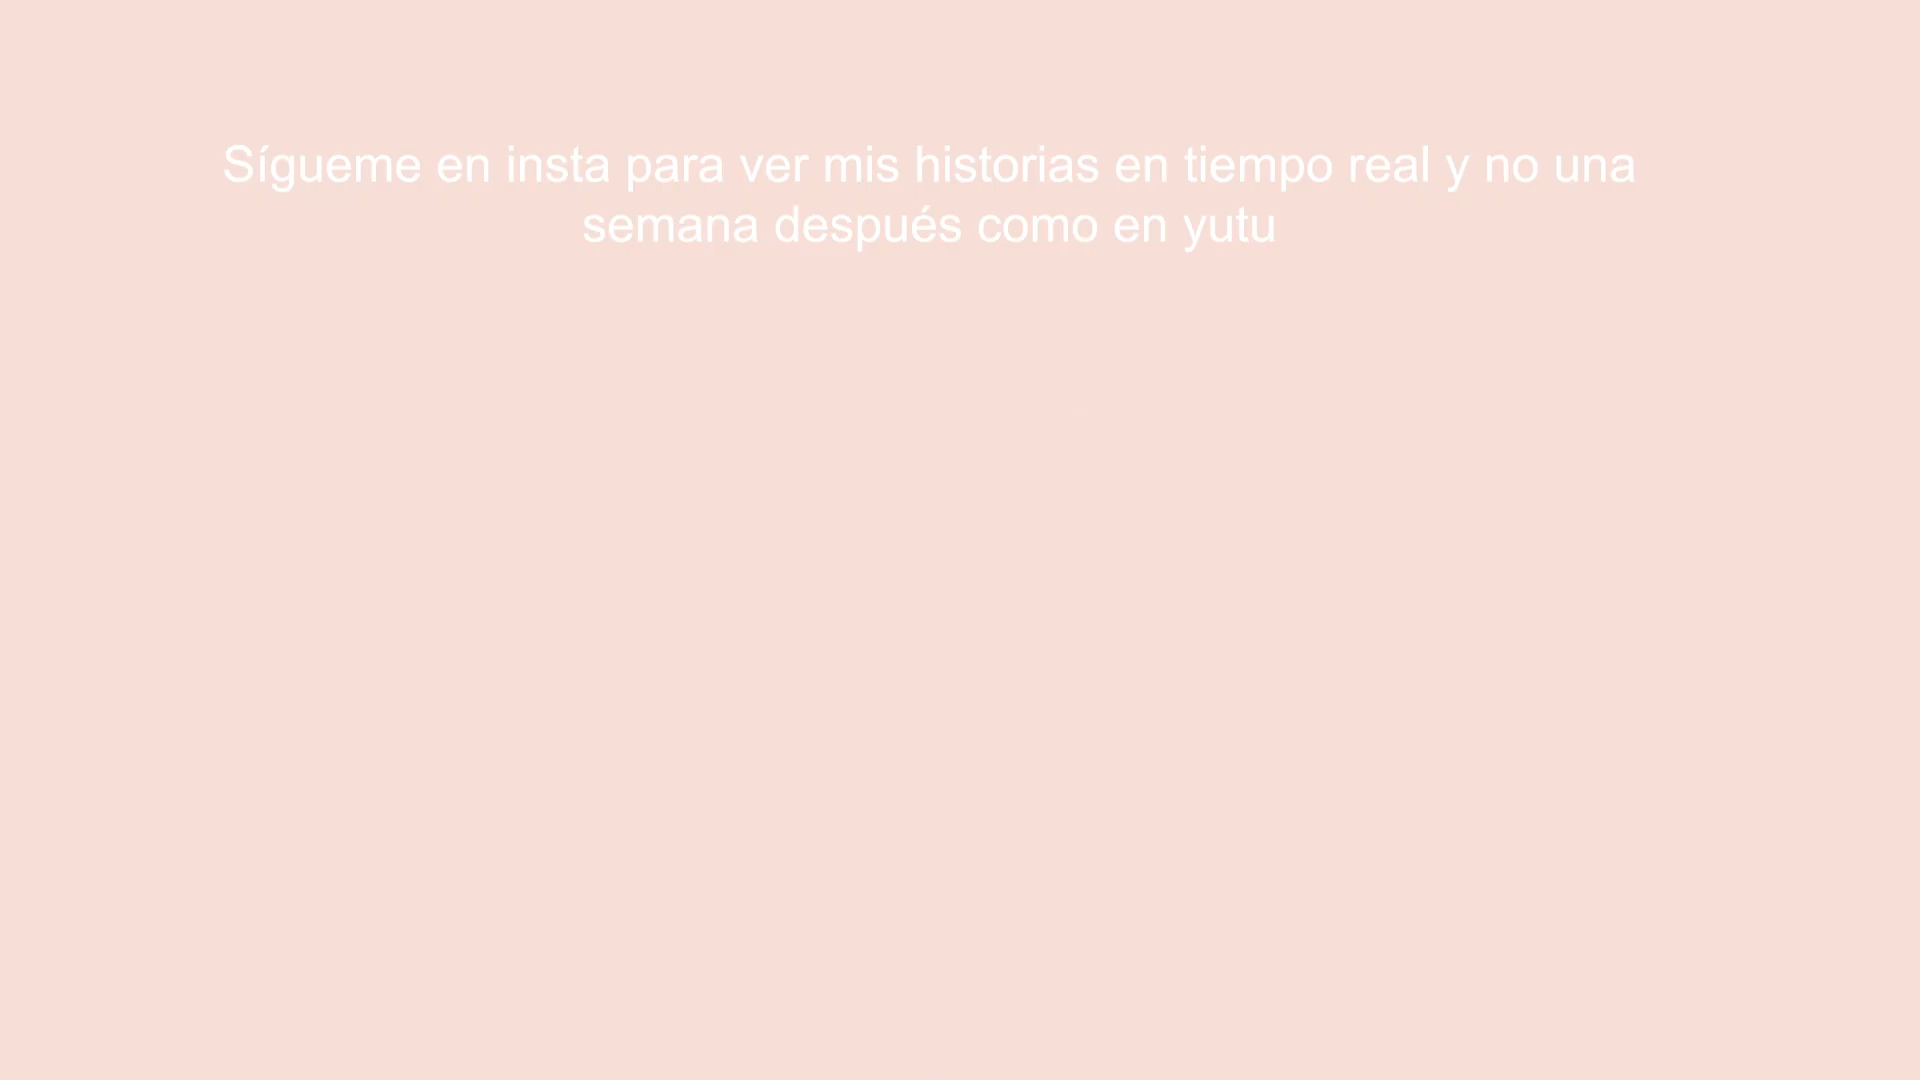 Sígueme en insta para ver mis historias en tiempo real y no una
semana después como en yutu